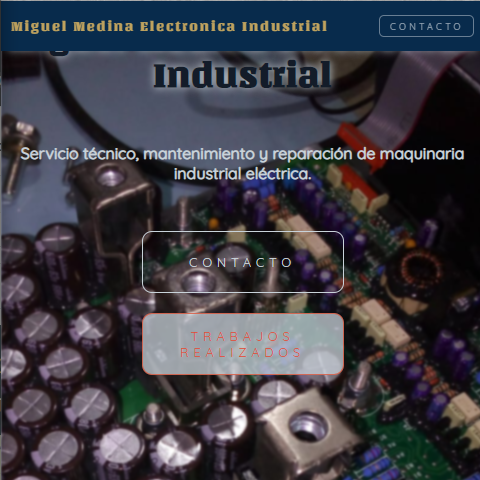 Miguel Medina Electronica Industrial
CONTACTO
Industrial
Servicio técnico, mantenimiento y reparación de maquinaria
industrial eléctrica.
CONTACTO
TRABAJOS
REALIZADOS